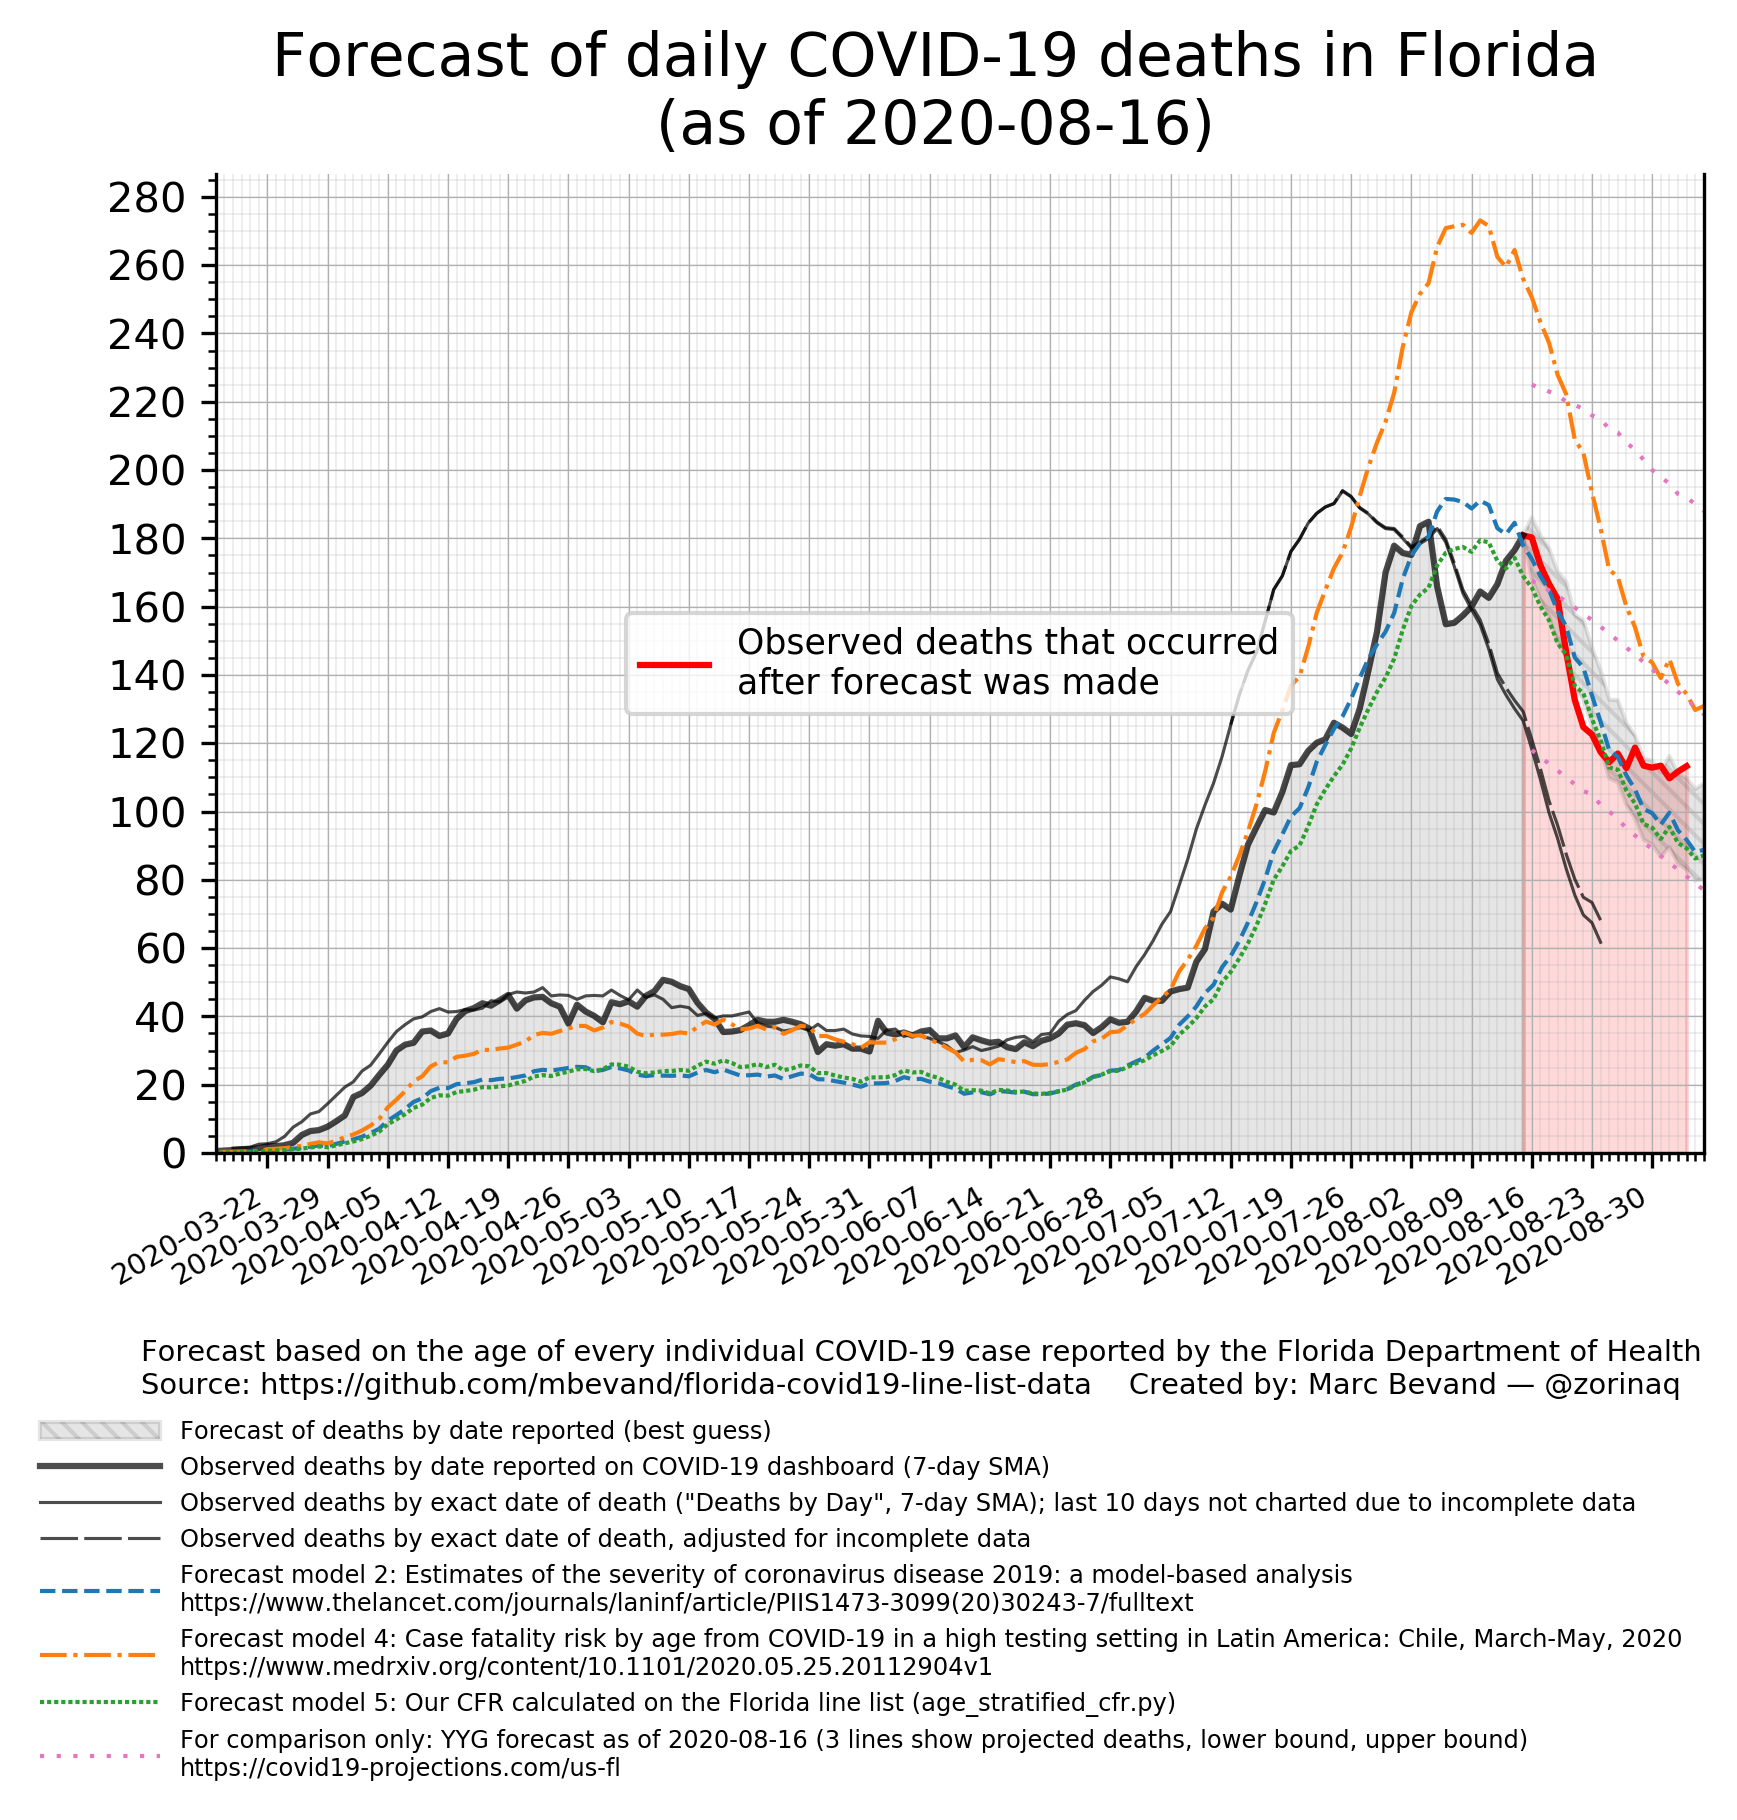 Forecast of daily COVID-19 deaths in Florida
(as of 2020-08-16)
280
260
240
220
200
180
160
140
120
100
80
60
40
20
0
Observed deaths that occurred
after forecast was made
2020-03-22
2020-03-29
2020-04-05
2020-04-12
2020-04-19
2020-04-26
2020-05-03
2020-05-10
2020-05-17
2020-05-24
2020-05-31
2020-06-07
2020-06-14
2020-06-21
2020-06-28
2020-07-05
2020-07-12
2020-07-19
2020-07-26
2020-08-02
2020-08-09
2020-08-16
2020-08-23
2020-08-30
Forecast based on the age of every individual COVID-19 case reported by the Florida Department of Health
Source: https://github.com/mbevand/florida-covid19-line-list-data    Created by: Marc Bevand — @zorinaq
Forecast of deaths by date reported (best guess)
Observed deaths by date reported on COVID-19 dashboard (7-day SMA)
Observed deaths by exact date of death ("Deaths by Day", 7-day SMA); last 10 days not charted due to incomplete data
Observed deaths by exact date of death, adjusted for incomplete data
Forecast model 2: Estimates of the severity of coronavirus disease 2019: a model-based analysis
https://www.thelancet.com/journals/laninf/article/PIIS1473-3099(20)30243-7/fulltext
Forecast model 4: Case fatality risk by age from COVID-19 in a high testing setting in Latin America: Chile, March-May, 2020
https://www.medrxiv.org/content/10.1101/2020.05.25.20112904v1
Forecast model 5: Our CFR calculated on the Florida line list (age_stratified_cfr.py)
For comparison only: YYG forecast as of 2020-08-16 (3 lines show projected deaths, lower bound, upper bound)
https://covid19-projections.com/us-fl